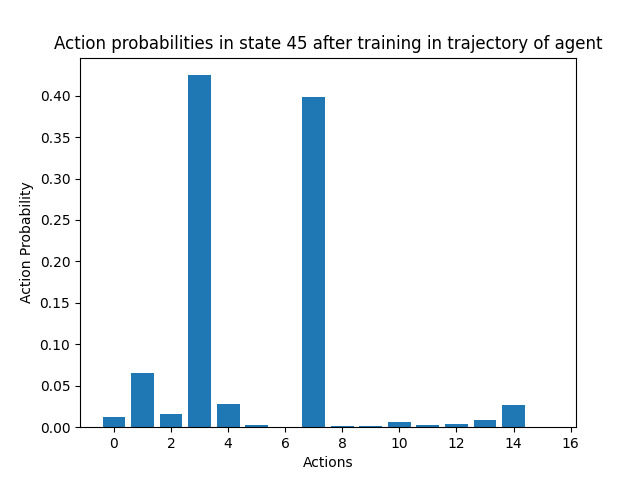 Action probabilities in state 45 after training in trajectory of agent
0.40
0.35
0.30
0.25
0.20
0.15
0.10
0.05
0.00
Action Probability
0 2 4 6 8 10 12 14 16
Actions